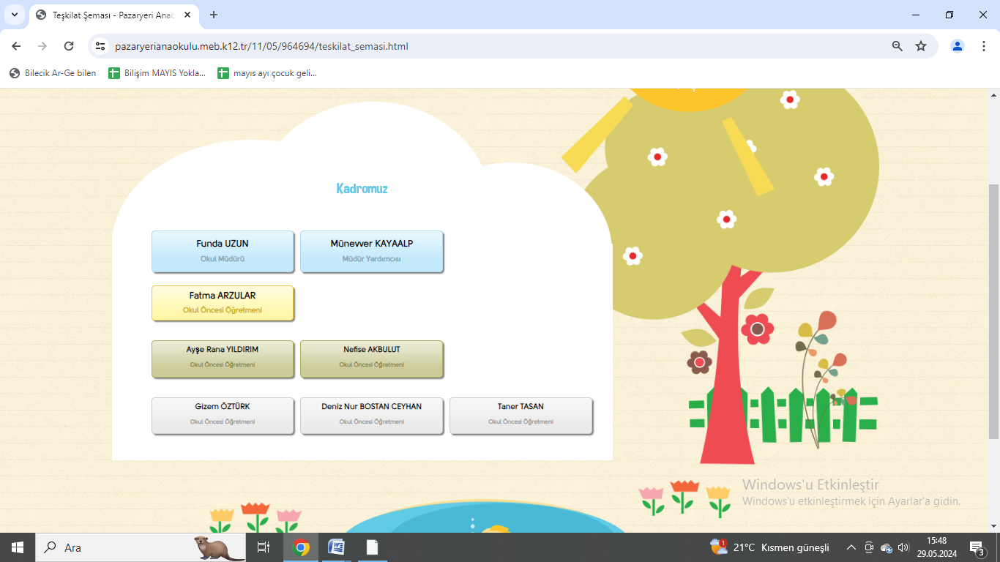 Teşkilat Şeması - Pazaryeri Anao
pazaryerianaokulu.meb.k12.tr/11/05/964694/teskilat_semasi.html
Bilecik Ar-Ge bilen
Bilişim MAYIS Yokla...
mayıs ayı çocuk geli...
Kadromuz
Funda UZUN
Okul Müdürü
Münevver KAYAALP
Müdür Yardımcısı
Fatma ARZULAR
Okul Öncesi Öğretmeni
Ayşe Rana YILDIRIM
Okul Öncesi Öğretmeni
Nefise AKBULUT
Okul Öncesi Öğretmeni
Gizem ÖZTÜRK
Okul Öncesi Öğretmeni
Deniz Nur BOSTAN CEYHAN
Okul Öncesi Öğretmeni
Taner TASAN
Okul Öncesi Öğretmeni
Windows'u Etkinleştir
Windows'u etkinleştirmek için Ayarlar'a gidin.
Ara
1
21°C Kısmen güneşli
15:48
29.05.2024
3